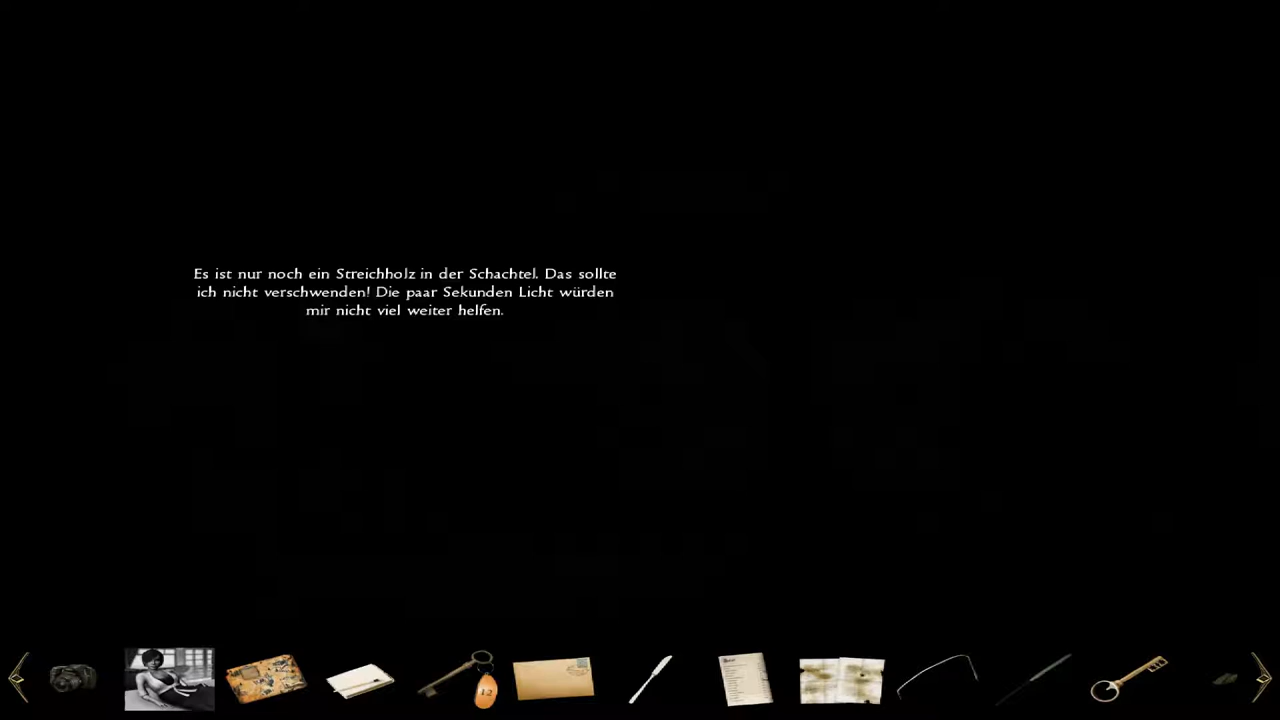 Es ist nur noch ein Streichholz in der Schachtel. Das sollte
ich nicht verschwenden! Die paar Sekunden Licht würden
mir nicht viel weiter helfen.
12